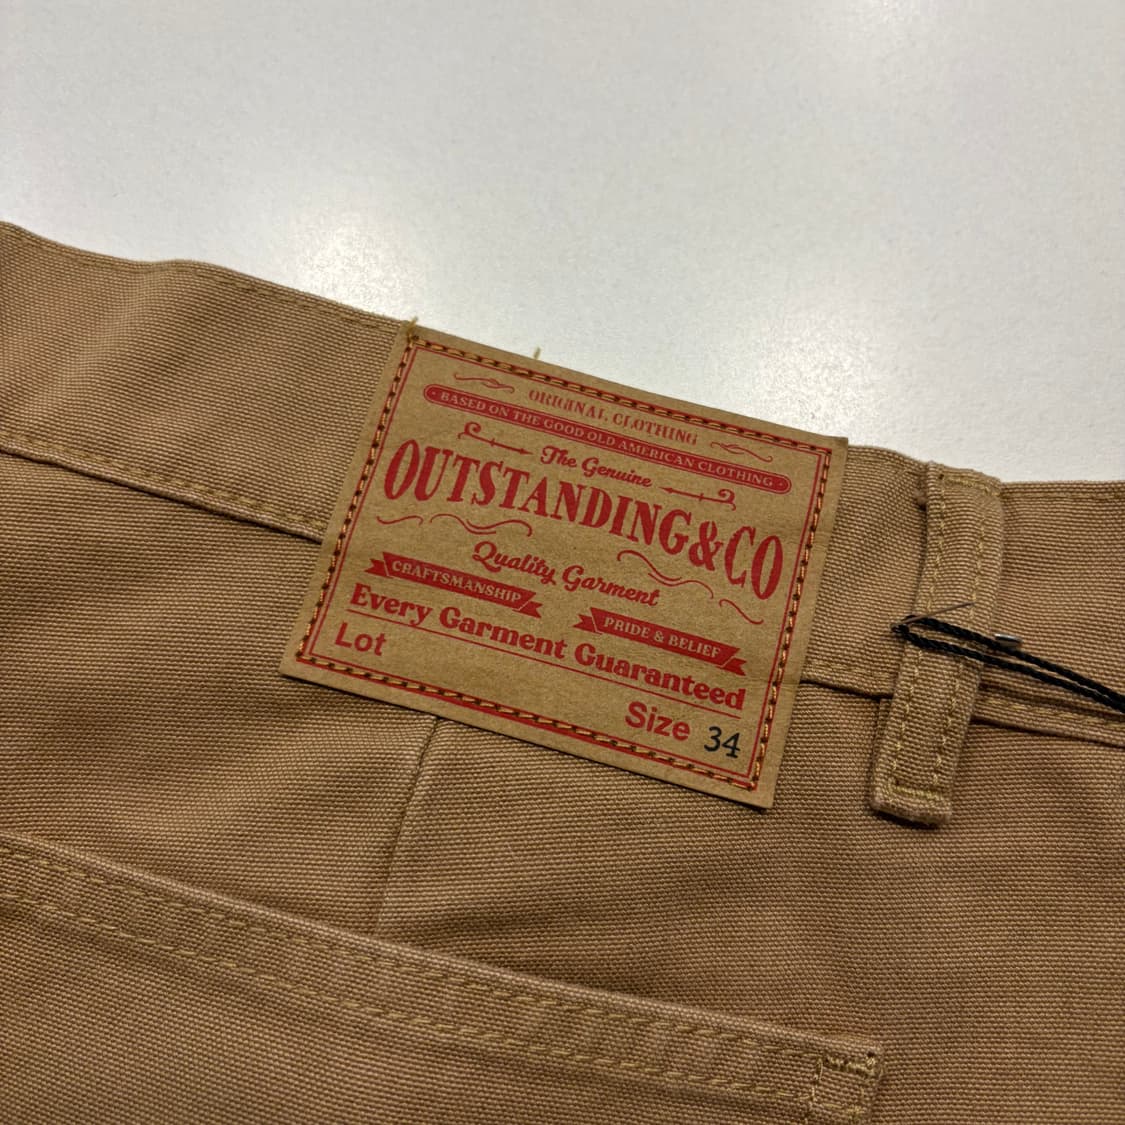 ORIGINAL CLOTHING
· BASED ON THE GOOD OLD AMERICAN CLOTHING ·
The Genuine
OUTSTANDING&CO
Quality Garment
CRAFTSMANSHIP
PRIDE & BELIEF
Every Garment Guaranteed
Lot
Size 34